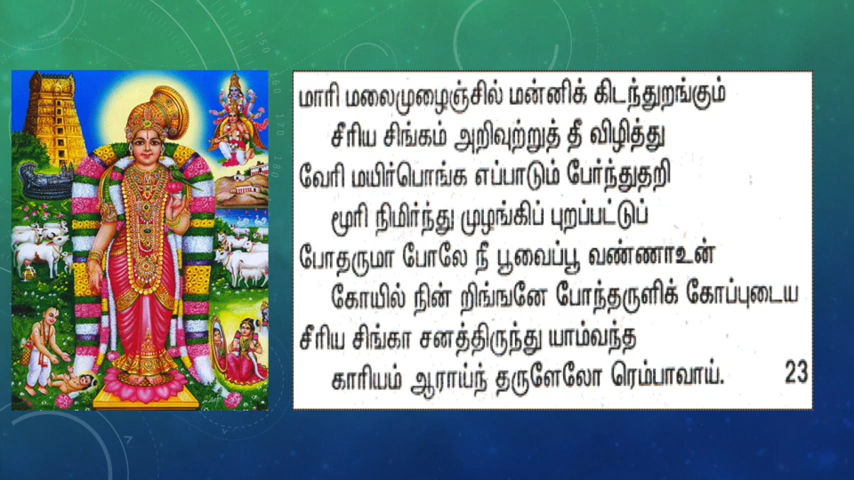 மாரி மலைமுழைஞ்சில் மன்னிக் கிடந்துறங்கும்
சீரிய சிங்கம் அறிவுற்றுத் தீ விழித்து
வேரி மயிர்பொங்க எப்பாடும் பேர்ந்துதறி
மூரி நிமிர்ந்து முழங்கிப் புறப்பட்டுப்
போதருமா போலே நீ பூவைப்பூ வண்ணாஉன்
கோயில் நின் றிங்ஙனே போந்தருளிக் கோப்புடைய
சீரிய சிங்கா சனத்திருந்து யாம்வந்த
காரியம் ஆராய்ந் தருளேலோ ரெம்பாவாய். 23